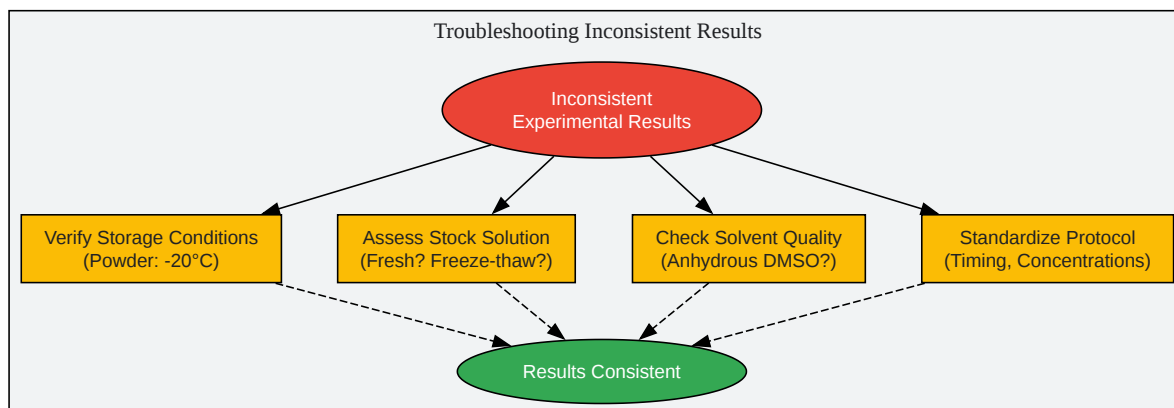 Troubleshooting Inconsistent Results
Inconsistent
Experimental Results
Verify Storage Conditions
(Powder: -20°C)
Assess Stock Solution
(Fresh? Freeze-thaw?)
Check Solvent Quality
(Anhydrous DMSO?)
Standardize Protocol
(Timing, Concentrations)
Results Consistent